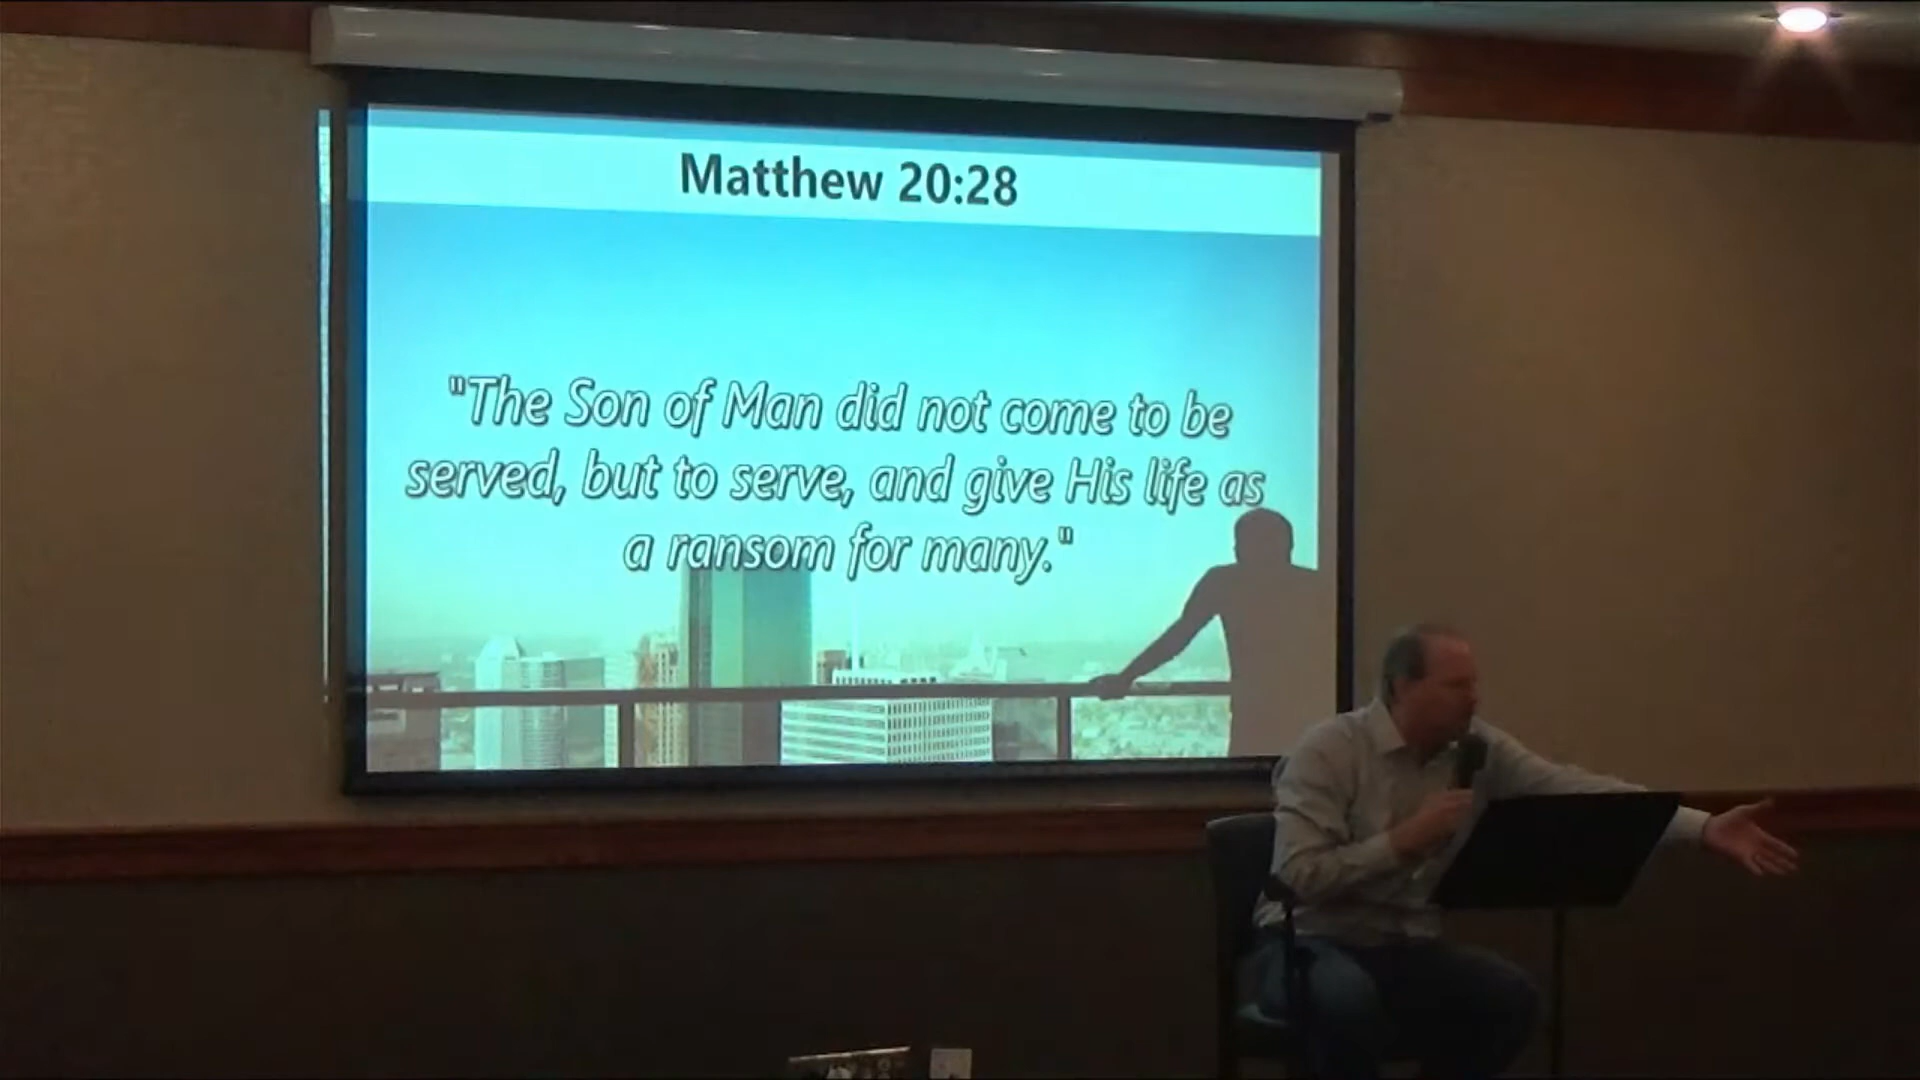 Matthew 20:28
"The Son of Man did not come to be
served, but to serve, and give His life as
a ransom for many."